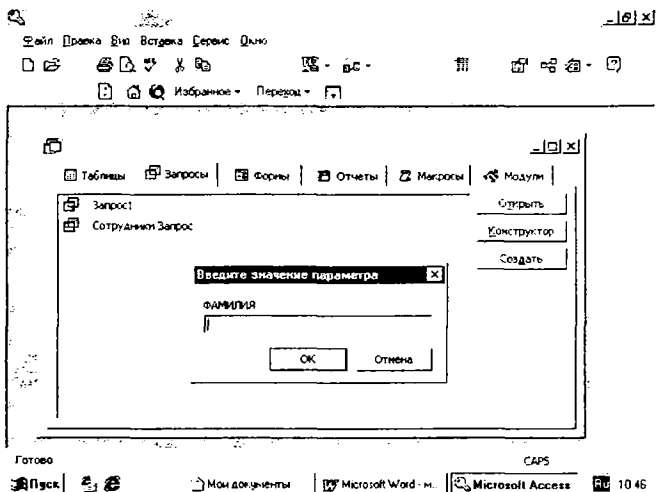 Файл Правка Вид Вставка Сервис Окно
Избранное Переход
Таблицы Запросы Формы Отчеты Макросы Модули
Запрос1 Открыть
Сотрудники Запрос Конструктор
Создать
Введите значение параметра
ФАМИЛИЯ
ОК Отмена
Готово CAPS
Пуск Мои документы Microsoft Word - м... Microsoft Access Ru 10 46